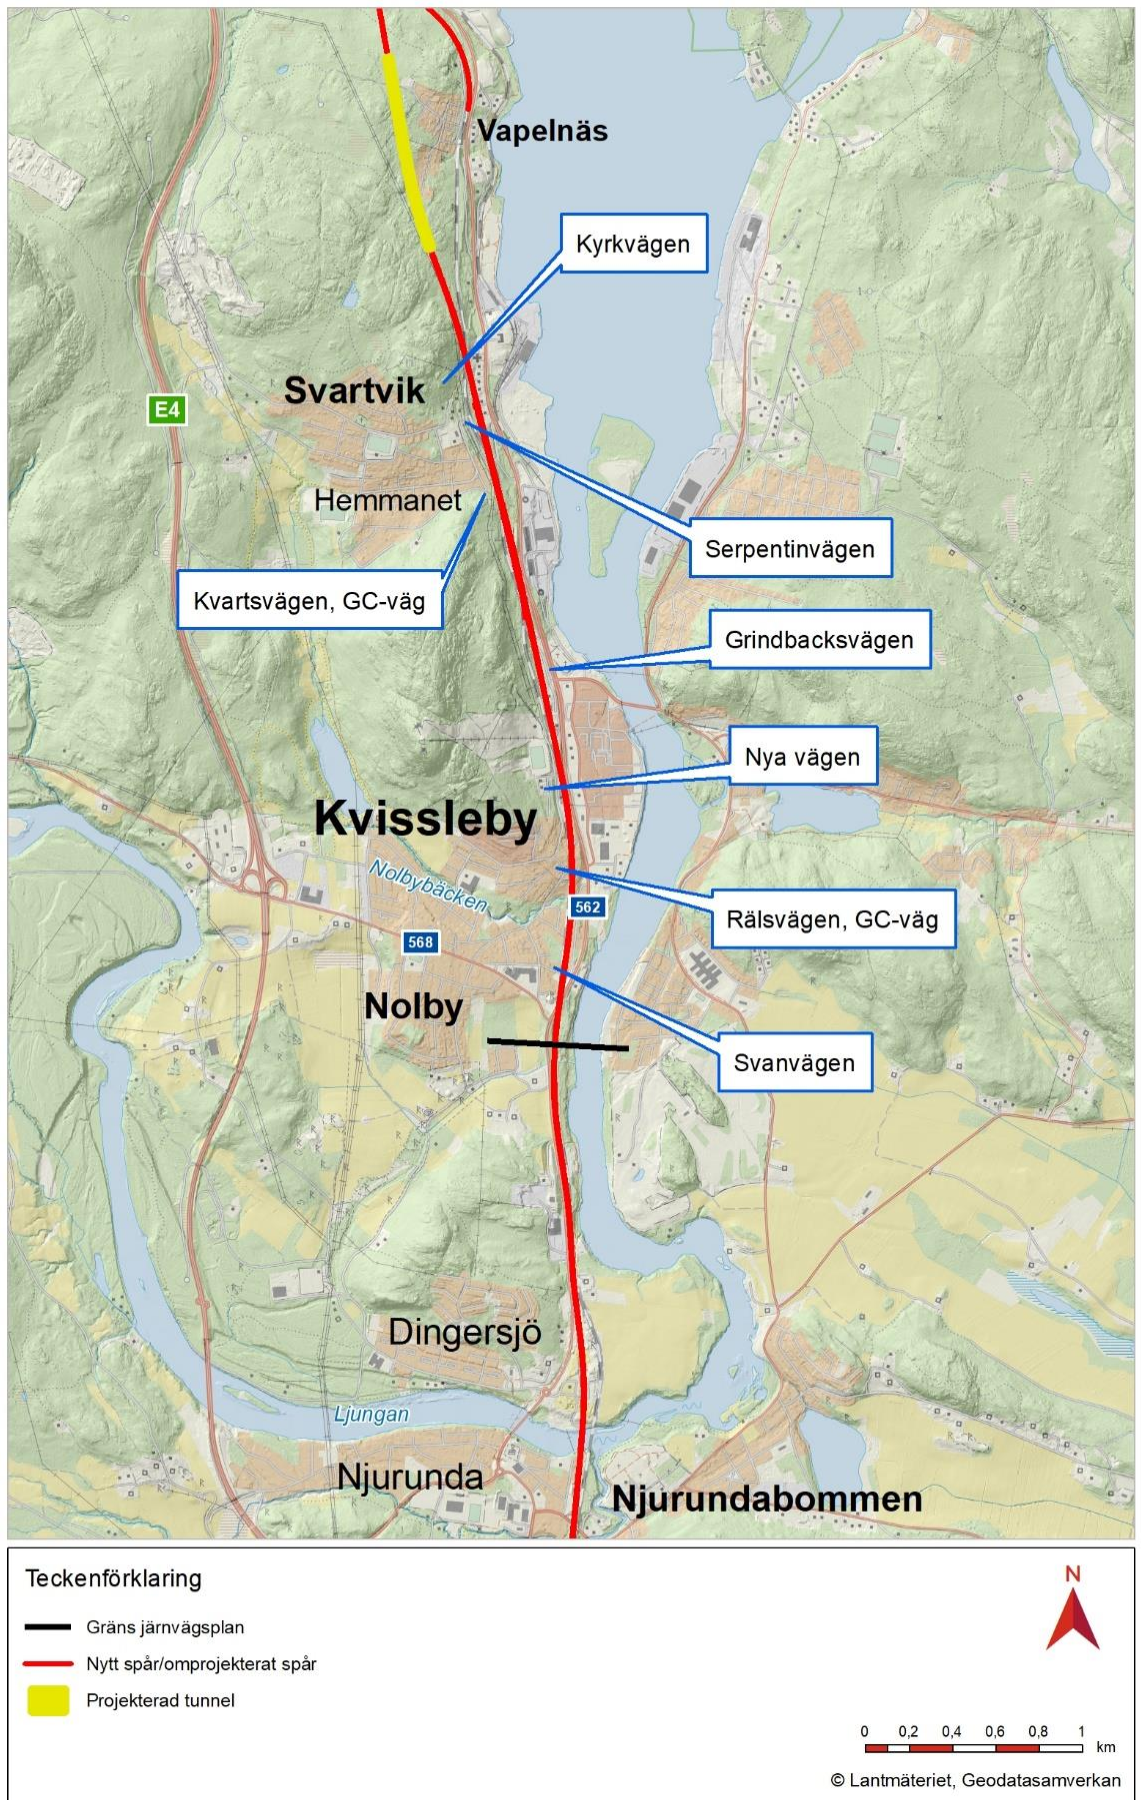 Vapelnäs
Kyrkvägen
Svartvik
E4
Hemmanet
Serpentinvägen
Kvartsvägen, GC-väg
Grindbacksvägen
Nya vägen
Kvissleby
Nolbybäcken
562
Rälsvägen, GC-väg
568
Nolby
Svanvägen
Dingersjö
Ljungan
Njurunda
Njurundabommen
Teckenförklaring
N
Gräns järnvägsplan
Nytt spår/omprojekterat spår
Projekterad tunnel
0 0,2 0,4 0,6 0,8 1
km
© Lantmäteriet, Geodatasamverkan